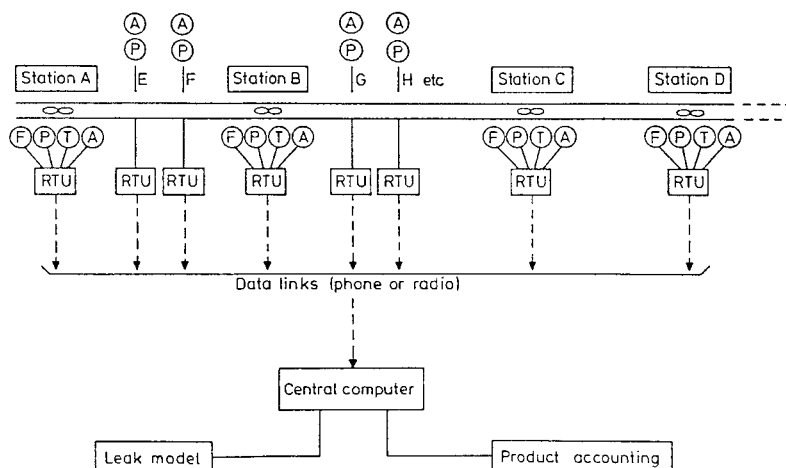 A A A A
P P P P
Station A E F Station B G H etc Station C Station D
F P T A F P T A F P T A F P T A
RTU RTU RTU RTU RTU RTU RTU RTU
Data links (phone or radio)
Central computer
Leak model Product accounting